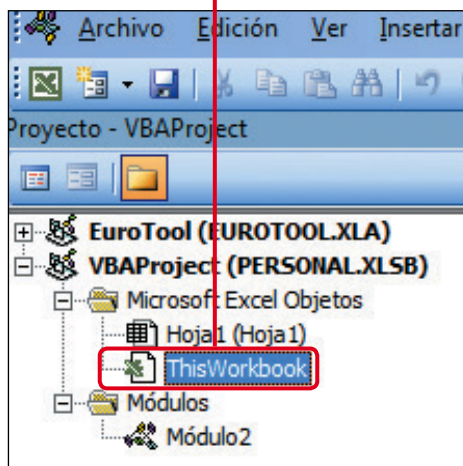 Archivo Edición Ver Insertar
Proyecto - VBAProject
EuroTool (EUROTOOL.XLA)
VBAProject (PERSONAL.XLSB)
Microsoft Excel Objetos
Hoja1 (Hoja1)
ThisWorkbook
Módulos
Módulo2